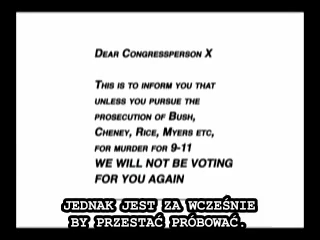 DEAR CONGRESSPERSON X
THIS IS TO INFORM YOU THAT
UNLESS YOU PURSUE THE
PROSECUTION OF BUSH,
CHENEY, RICE, MYERS ETC,
FOR MURDER FOR 9-11
WE WILL NOT BE VOTING
FOR YOU AGAIN
JEDNAK JEST ZA WCZEŚNIE
BY PRZESTAĆ PRÓBOWAĆ.